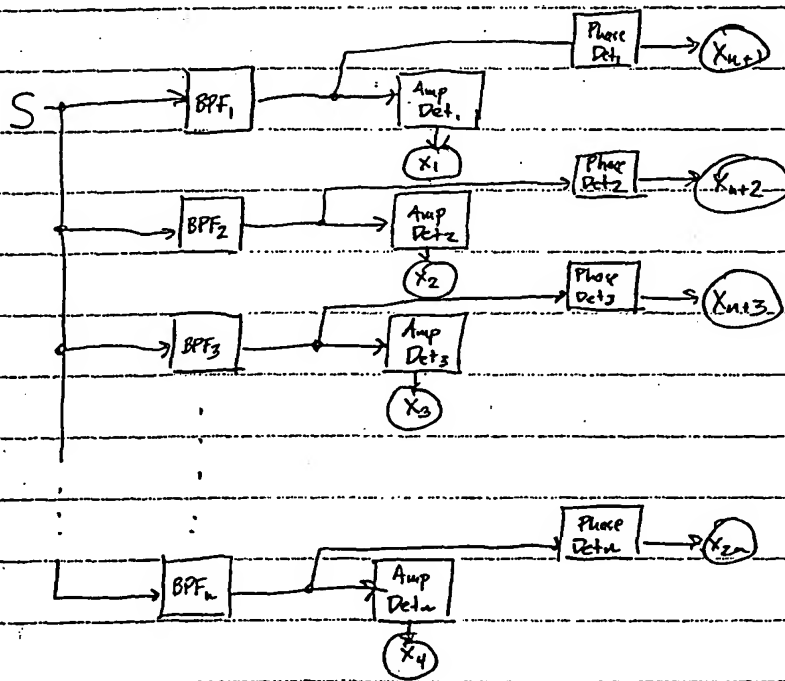 Phase
Det₁
Xn+1
S
BPF₁
Amp
Det₁
X₁
Phase
Det2
Xn+2
BPF₂
Amp
Det2
X₂
Phase
Det3
Xn+3
BPF₃
Amp
Det3
X₃
Phase
Detn
X2n
BPFn
Amp
Detn
X₄